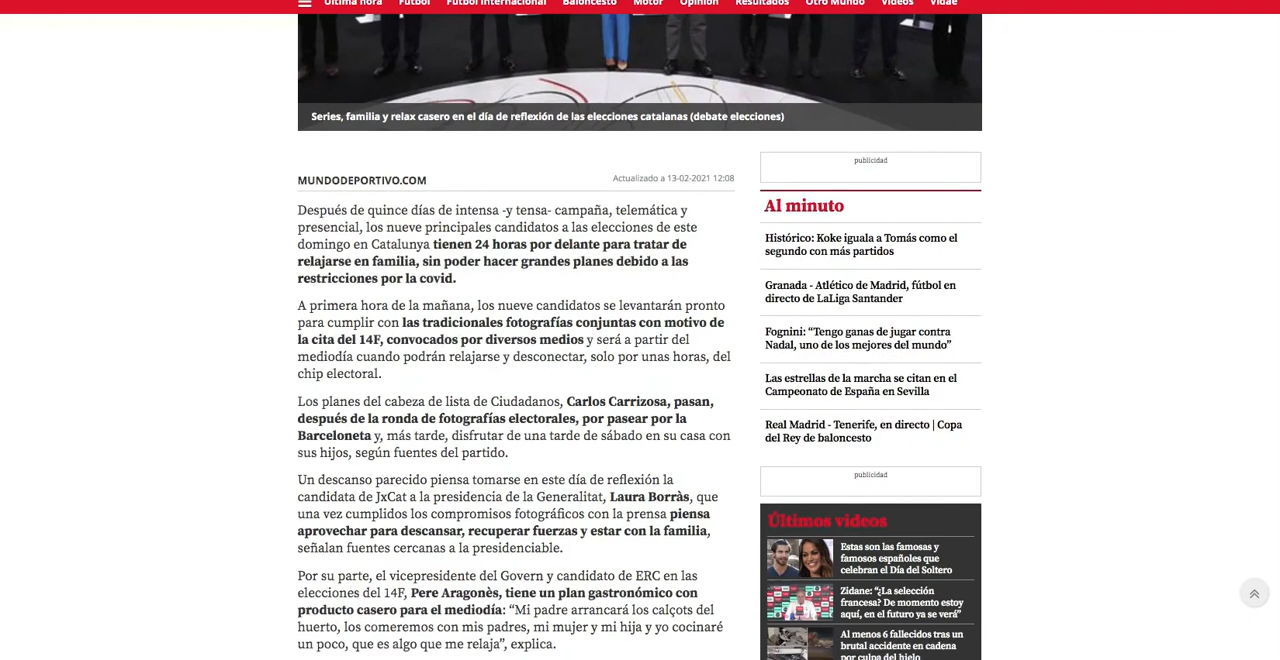 Última hora Fútbol Fútbol Internacional Baloncesto Motor Opinión Resultados Otro Mundo Vídeos Vidae
Series, familia y relax casero en el día de reflexión de las elecciones catalanas (debate elecciones)
MUNDODEPORTIVO.COM
Actualizado a 13-02-2021 12:08
Después de quince días de intensa -y tensa- campaña, telemática y
presencial, los nueve principales candidatos a las elecciones de este
domingo en Catalunya tienen 24 horas por delante para tratar de
relajarse en familia, sin poder hacer grandes planes debido a las
restricciones por la covid.
A primera hora de la mañana, los nueve candidatos se levantarán pronto
para cumplir con las tradicionales fotografías conjuntas con motivo de
la cita del 14F, convocados por diversos medios y será a partir del
mediodía cuando podrán relajarse y desconectar, solo por unas horas, del
chip electoral.
Los planes del cabeza de lista de Ciudadanos, Carlos Carrizosa, pasan,
después de la ronda de fotografías electorales, por pasear por la
Barceloneta y, más tarde, disfrutar de una tarde de sábado en su casa con
sus hijos, según fuentes del partido.
Un descanso parecido piensa tomarse en este día de reflexión la
candidata de JxCat a la presidencia de la Generalitat, Laura Borràs, que
una vez cumplidos los compromisos fotográficos con la prensa piensa
aprovechar para descansar, recuperar fuerzas y estar con la familia,
señalan fuentes cercanas a la presidenciable.
Por su parte, el vicepresidente del Govern y candidato de ERC en las
elecciones del 14F, Pere Aragonès, tiene un plan gastronómico con
producto casero para el mediodía: “Mi padre arrancará los calçots del
huerto, los comeremos con mis padres, mi mujer y mi hija y yo cocinaré
un poco, que es algo que me relaja”, explica.
publicidad
Al minuto
Histórico: Koke iguala a Tomás como el
segundo con más partidos
Granada - Atlético de Madrid, fútbol en
directo de LaLiga Santander
Fognini: “Tengo ganas de jugar contra
Nadal, uno de los mejores del mundo”
Las estrellas de la marcha se citan en el
Campeonato de España en Sevilla
Real Madrid - Tenerife, en directo | Copa
del Rey de baloncesto
publicidad
Últimos vídeos
Estas son las famosas y
famosos españoles que
celebran el Día del Soltero
Zidane: “¿La selección
francesa? De momento estoy
aquí, en el futuro ya se verá”
Al menos 6 fallecidos tras un
brutal accidente en cadena
por culpa del hielo